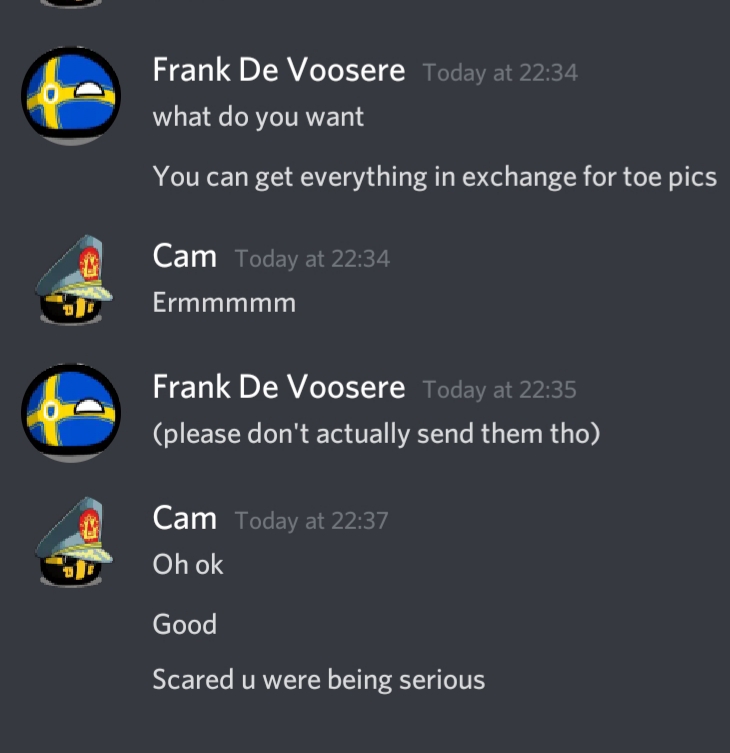 Frank De Voosere Today at 22:34
what do you want
You can get everything in exchange for toe pics
Cam Today at 22:34
Ermmmmm
Frank De Voosere Today at 22:35
(please don't actually send them tho)
Cam Today at 22:37
Oh ok
Good
Scared u were being serious